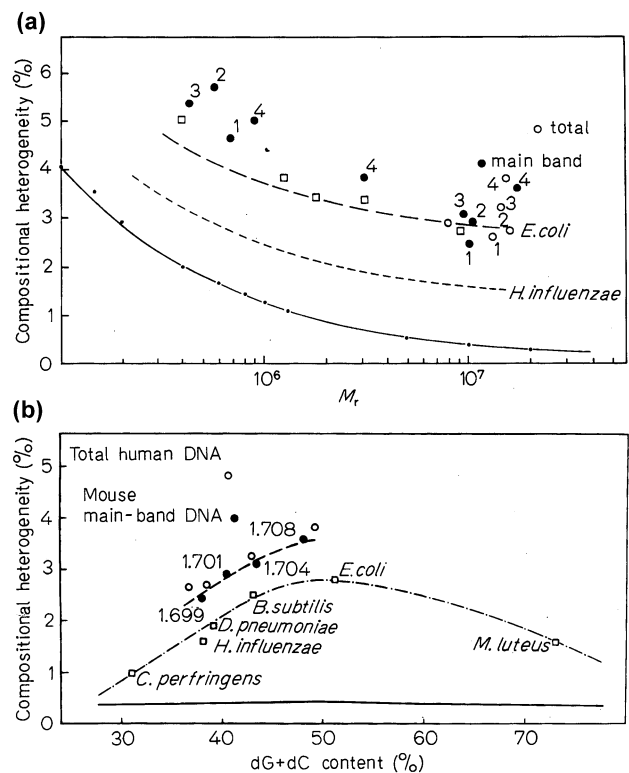 (a)
Compositional heterogeneity (%)
6
5
4
3
2
1
0
3
2
1
4
4
total
main band
4
4
3
3
2
2
1
1
E.coli
H.influenzae
10⁶
10⁷
Mᵣ
(b)
Compositional heterogeneity (%)
5
4
3
2
1
0
Total human DNA
Mouse
main-band DNA
1.708
1.701
1.704
1.699
E.coli
B.subtilis
D.pneumoniae
H.influenzae
M.luteus
C.perfringens
30
40
50
60
70
80
dG+dC content (%)